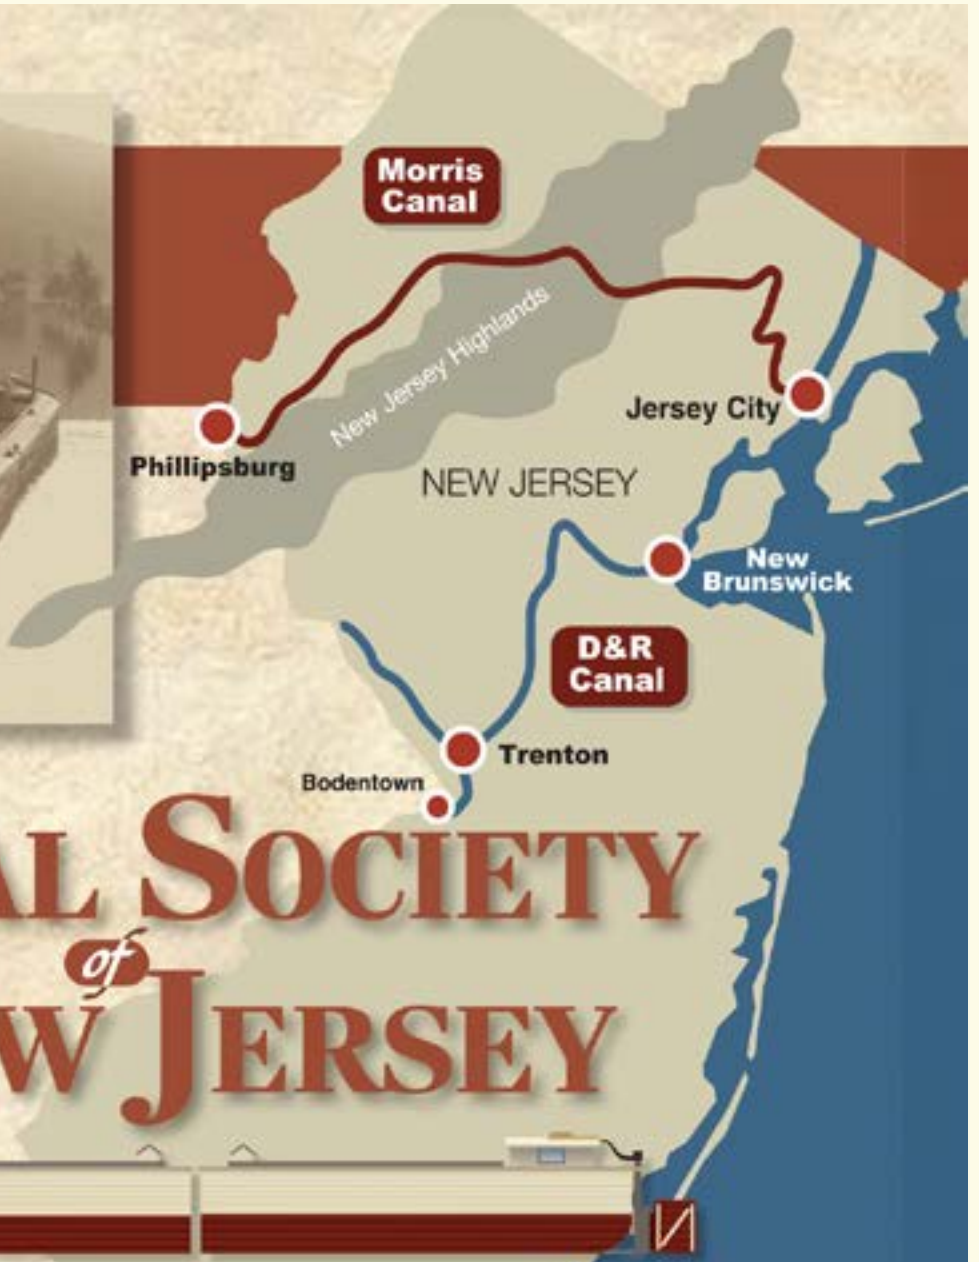 Morris
Canal
New Jersey Highlands
Jersey City
Phillipsburg
NEW JERSEY
New
Brunswick
D&R
Canal
Trenton
Bodentown
AL SOCIETY
of
W JERSEY